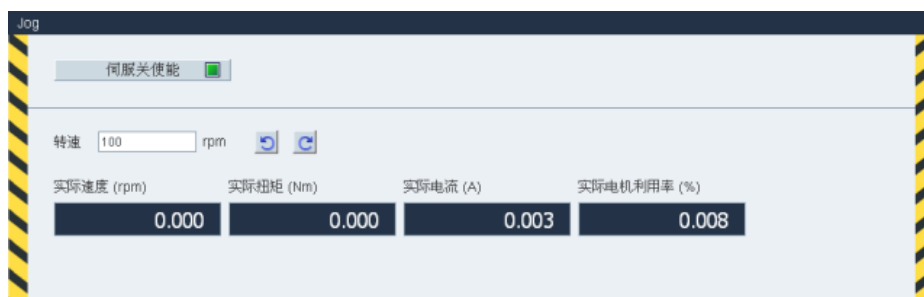 Jog
伺服关使能
转速 100 rpm
实际速度 (rpm) 实际扭矩 (Nm) 实际电流 (A) 实际电机利用率 (%)
0.000 0.000 0.003 0.008